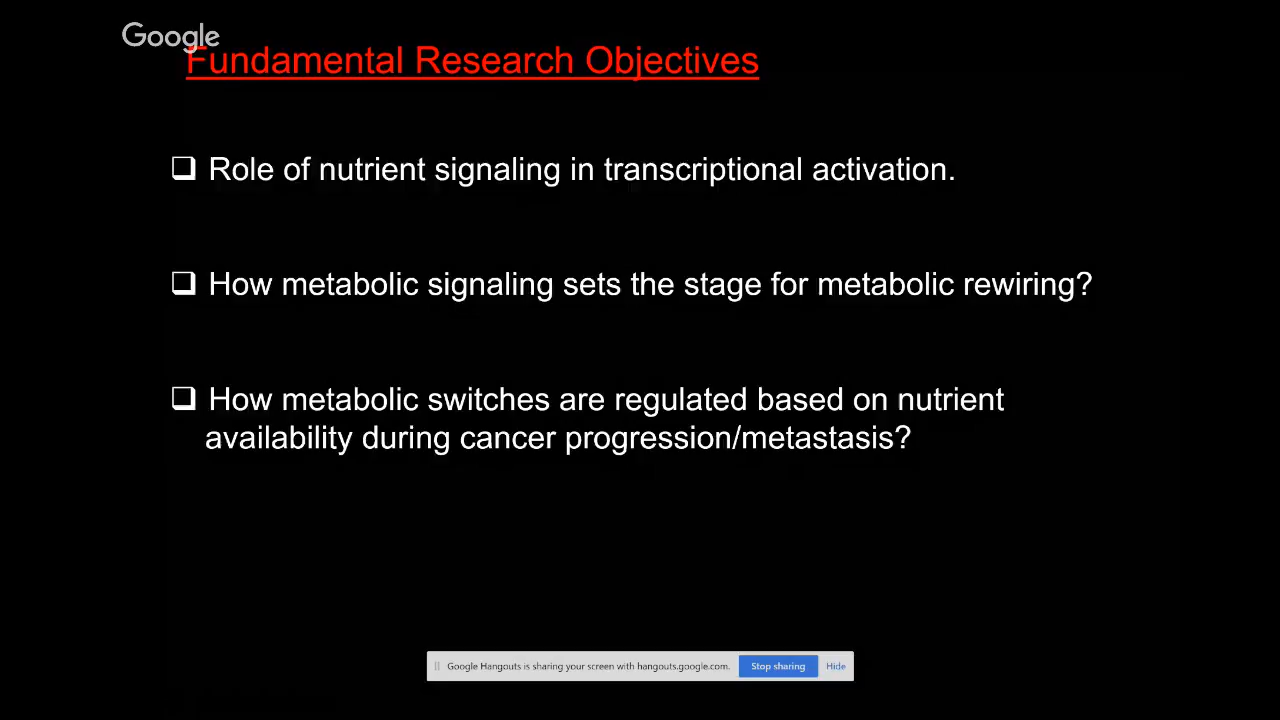 Google
Fundamental Research Objectives
❑ Role of nutrient signaling in transcriptional activation.
❑ How metabolic signaling sets the stage for metabolic rewiring?
❑ How metabolic switches are regulated based on nutrient
availability during cancer progression/metastasis?
Google Hangouts is sharing your screen with hangouts.google.com. Stop sharing Hide